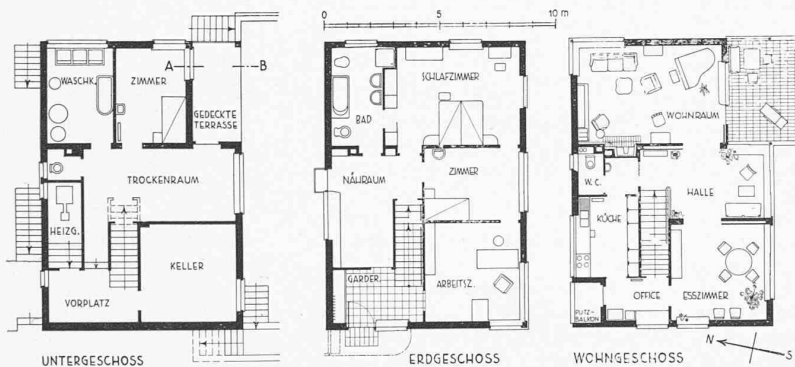 0 5 10 m
WASCHK.
ZIMMER
A B
GEDECKTE
TERRASSE
TROCKENRAUM
HEIZG.
KELLER
VORPLATZ
UNTERGESCHOSS
SCHLAFZIMMER
BAD
NÄHRAUM
ZIMMER
GARDER.
ARBEITSZ.
ERDGESCHOSS
WOHNRAUM
W.C.
HALLE
KÜCHE
OFFICE
ESSZIMMER
PUTZ-
BALKON
WOHNGESCHOSS
N S